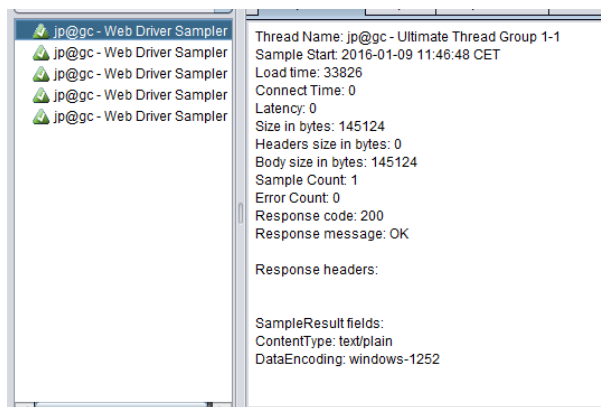 jp@gc - Web Driver Sampler
jp@gc - Web Driver Sampler
jp@gc - Web Driver Sampler
jp@gc - Web Driver Sampler
jp@gc - Web Driver Sampler
Thread Name: jp@gc - Ultimate Thread Group 1-1
Sample Start: 2016-01-09 11:46:48 CET
Load time: 33826
Connect Time: 0
Latency: 0
Size in bytes: 145124
Headers size in bytes: 0
Body size in bytes: 145124
Sample Count: 1
Error Count: 0
Response code: 200
Response message: OK
Response headers:
SampleResult fields:
ContentType: text/plain
DataEncoding: windows-1252